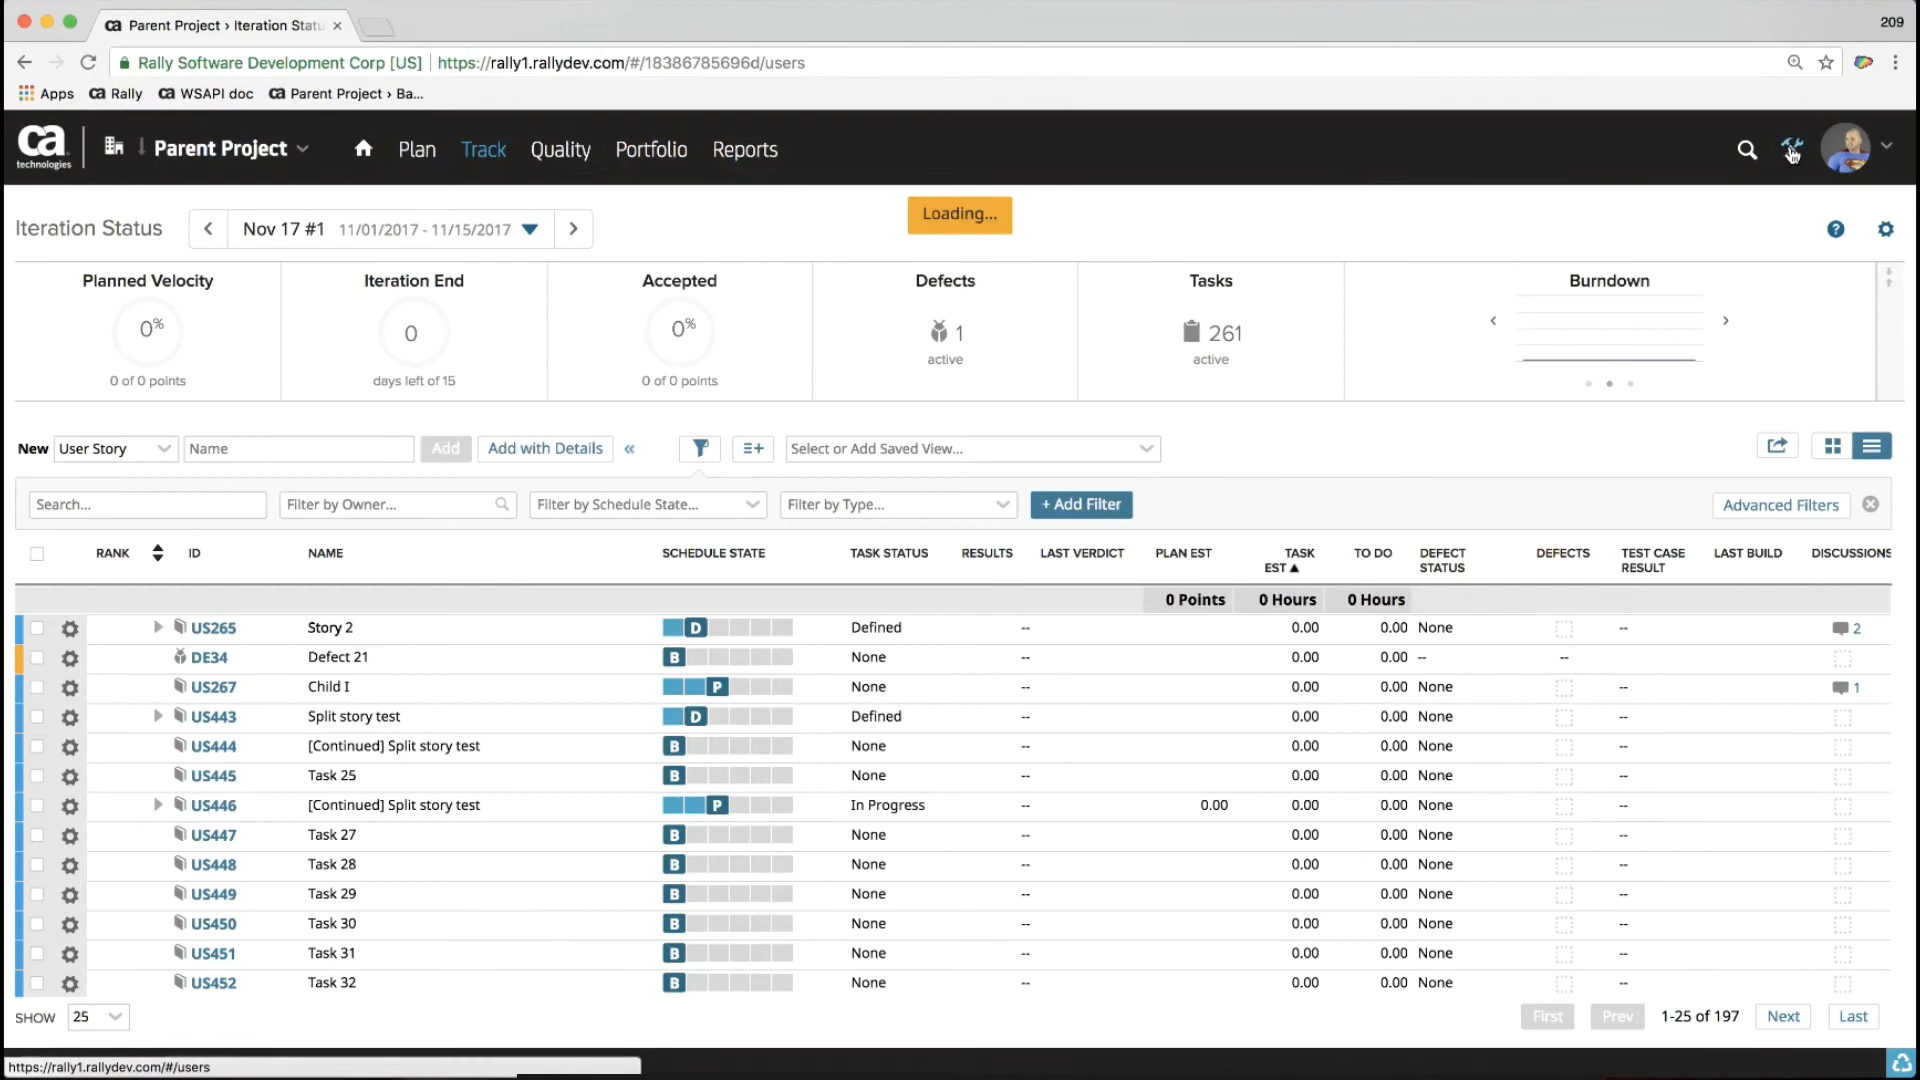 ca Parent Project › Iteration Statu
209
Rally Software Development Corp [US] https://rally1.rallydev.com/#/18386785696d/users
Apps ca Rally ca WSAPI doc ca Parent Project › Ba...
ca technologies Parent Project Plan Track Quality Portfolio Reports
Iteration Status Nov 17 #1 11/01/2017 - 11/15/2017 Loading...
Planned Velocity Iteration End Accepted Defects Tasks Burndown
0% 0 0% 1 261
0 of 0 points days left of 15 0 of 0 points active active
New User Story Name Add Add with Details « Select or Add Saved View...
Search... Filter by Owner... Filter by Schedule State... Filter by Type... + Add Filter Advanced Filters
RANK ID NAME SCHEDULE STATE TASK STATUS RESULTS LAST VERDICT PLAN EST TASK EST TO DO DEFECT STATUS DEFECTS TEST CASE RESULT LAST BUILD DISCUSSIONS
0 Points 0 Hours 0 Hours
US265 Story 2 D Defined -- 0.00 0.00 None -- 2
DE34 Defect 21 B None -- 0.00 0.00 -- --
US267 Child I P None -- 0.00 0.00 None -- 1
US443 Split story test D Defined -- 0.00 0.00 None --
US444 [Continued] Split story test B None -- 0.00 0.00 None --
US445 Task 25 B None -- 0.00 0.00 None --
US446 [Continued] Split story test P In Progress -- 0.00 0.00 0.00 None --
US447 Task 27 B None -- 0.00 0.00 None --
US448 Task 28 B None -- 0.00 0.00 None --
US449 Task 29 B None -- 0.00 0.00 None --
US450 Task 30 B None -- 0.00 0.00 None --
US451 Task 31 B None -- 0.00 0.00 None --
US452 Task 32 B None -- 0.00 0.00 None --
SHOW 25 First Prev 1-25 of 197 Next Last
https://rally1.rallydev.com/#/users